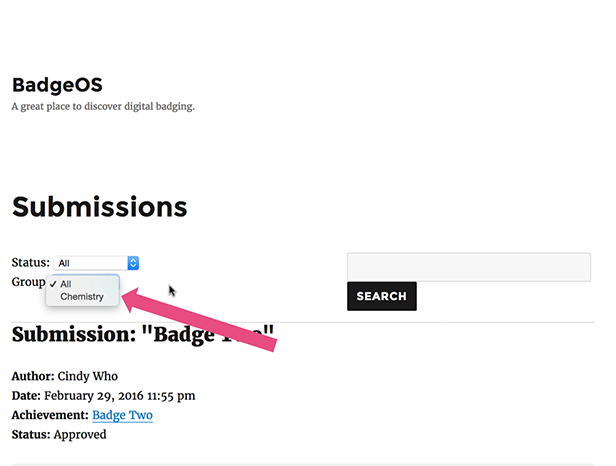 BadgeOS
A great place to discover digital badging.
Submissions
Status: All
Group ✓ All
Chemistry
SEARCH
Submission: "Badge Two"
Author: Cindy Who
Date: February 29, 2016 11:55 pm
Achievement: Badge Two
Status: Approved